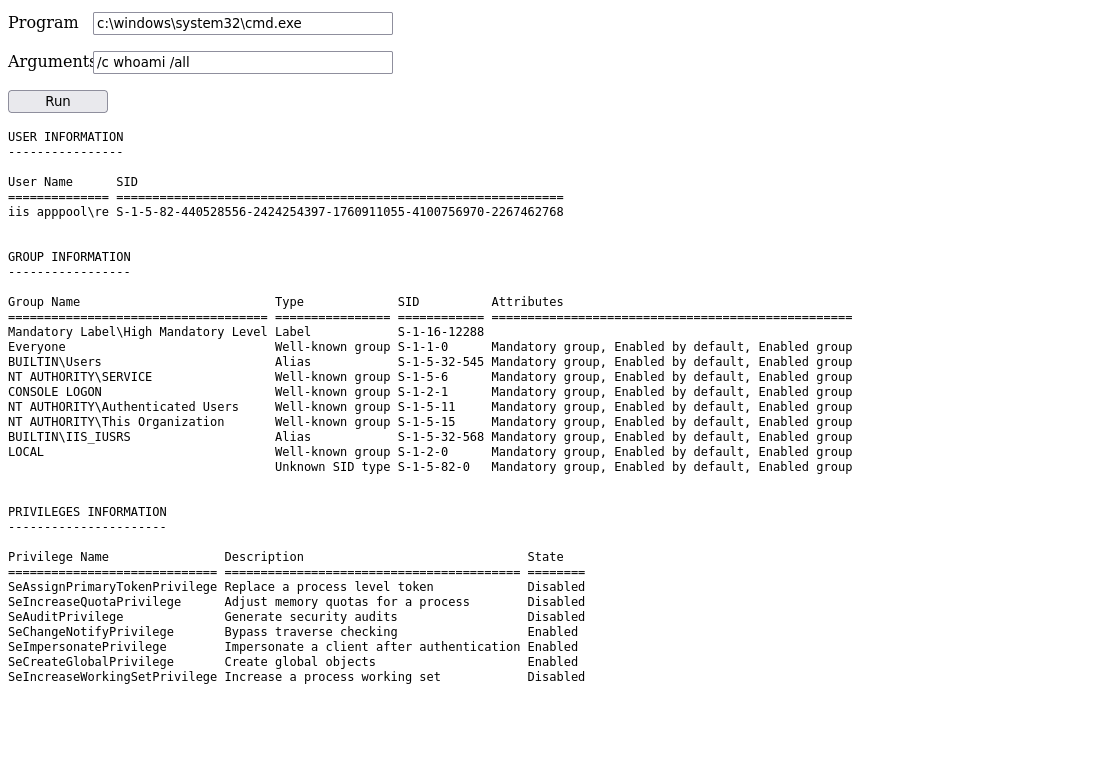 Program c:\windows\system32\cmd.exe
Arguments /c whoami /all
Run
USER INFORMATION
----------------
User Name      SID
============== ==============================================================
iis apppool\re S-1-5-82-440528556-2424254397-1760911055-4100756970-2267462768
GROUP INFORMATION
-----------------
Group Name                           Type             SID          Attributes
==================================== ================ ============ ==================================================
Mandatory Label\High Mandatory Level Label            S-1-16-12288
Everyone                             Well-known group S-1-1-0      Mandatory group, Enabled by default, Enabled group
BUILTIN\Users                        Alias            S-1-5-32-545 Mandatory group, Enabled by default, Enabled group
NT AUTHORITY\SERVICE                 Well-known group S-1-5-6      Mandatory group, Enabled by default, Enabled group
CONSOLE LOGON                        Well-known group S-1-2-1      Mandatory group, Enabled by default, Enabled group
NT AUTHORITY\Authenticated Users     Well-known group S-1-5-11     Mandatory group, Enabled by default, Enabled group
NT AUTHORITY\This Organization       Well-known group S-1-5-15     Mandatory group, Enabled by default, Enabled group
BUILTIN\IIS_IUSRS                    Alias            S-1-5-32-568 Mandatory group, Enabled by default, Enabled group
LOCAL                                Well-known group S-1-2-0      Mandatory group, Enabled by default, Enabled group
                                     Unknown SID type S-1-5-82-0   Mandatory group, Enabled by default, Enabled group
PRIVILEGES INFORMATION
----------------------
Privilege Name                Description                               State
============================= ========================================= ========
SeAssignPrimaryTokenPrivilege Replace a process level token             Disabled
SeIncreaseQuotaPrivilege      Adjust memory quotas for a process        Disabled
SeAuditPrivilege              Generate security audits                  Disabled
SeChangeNotifyPrivilege       Bypass traverse checking                  Enabled
SeImpersonatePrivilege        Impersonate a client after authentication Enabled
SeCreateGlobalPrivilege       Create global objects                     Enabled
SeIncreaseWorkingSetPrivilege Increase a process working set            Disabled